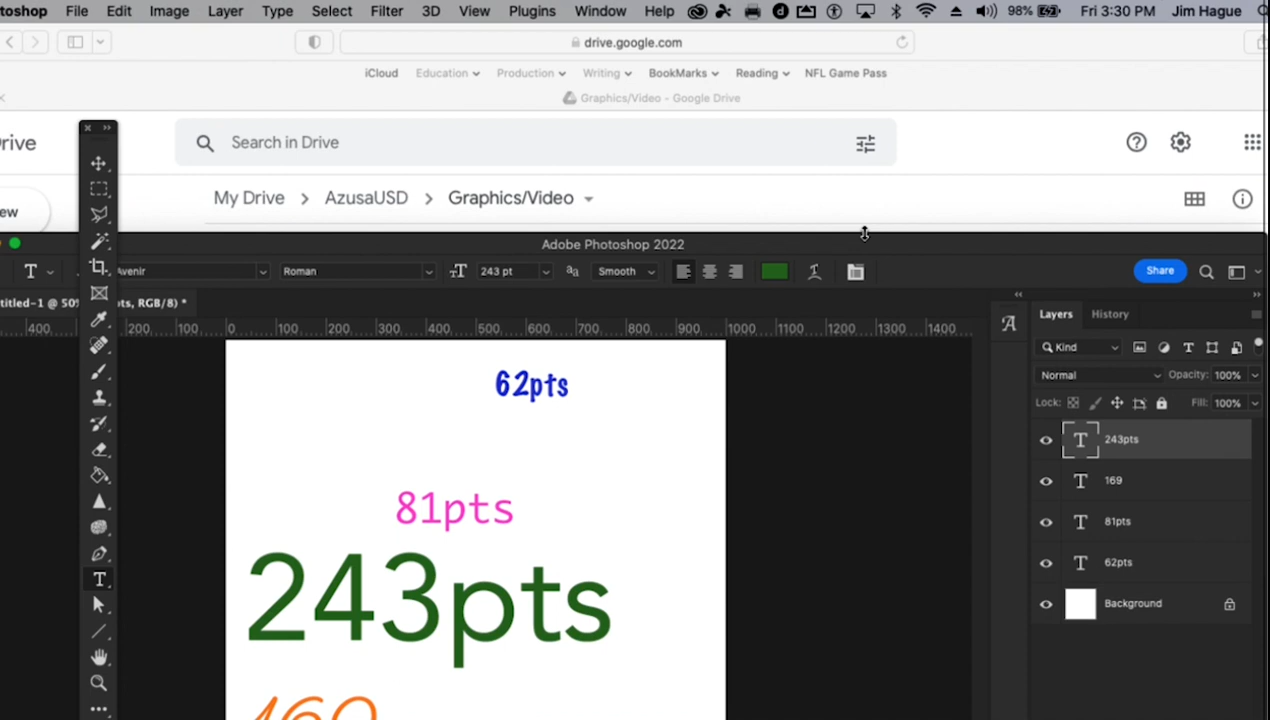 otoshop File Edit Image Layer Type Select Filter 3D View Plugins Window Help 98% Fri 3:30 PM Jim Hague
drive.google.com
iCloud Education Production Writing BookMarks Reading NFL Game Pass
Graphics/Video - Google Drive
rive Search in Drive
ew My Drive > AzusaUSD > Graphics/Video
Adobe Photoshop 2022
T Avenir Roman 243 pt Smooth Share
titled-1 @ 50% pts, RGB/8) *
400 200 100 0 100 200 300 400 500 600 700 800 900 1000 1100 1200 1300 1400
Layers History
Kind
Normal Opacity: 100%
Lock: Fill: 100%
62pts
81pts
243pts
169
243pts
169
81pts
62pts
Background